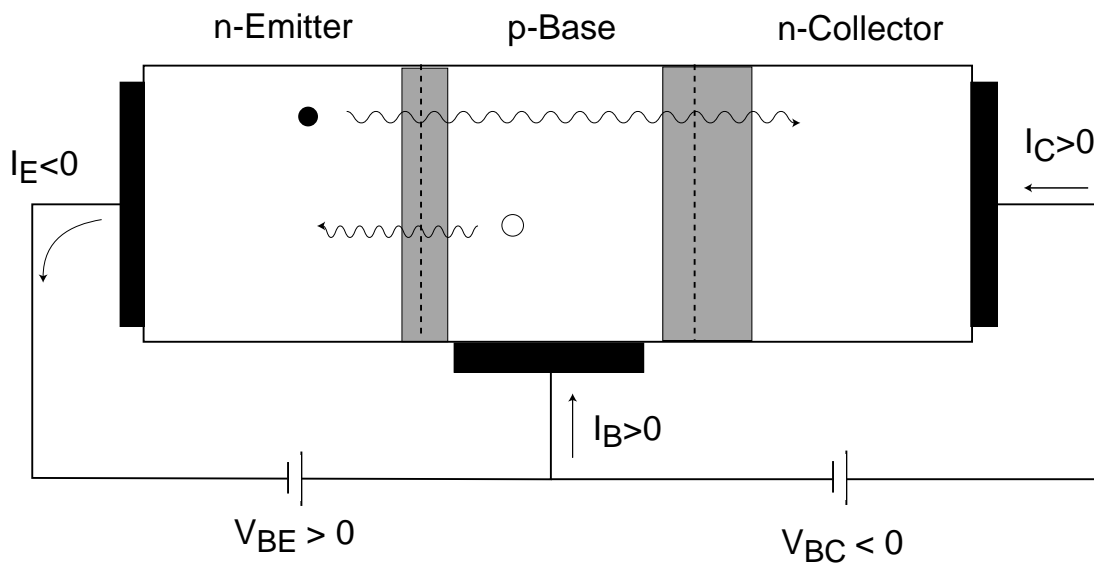 n-Emitter p-Base n-Collector
I_E<0
I_C>0
I_B>0
V_BE > 0
V_BC < 0